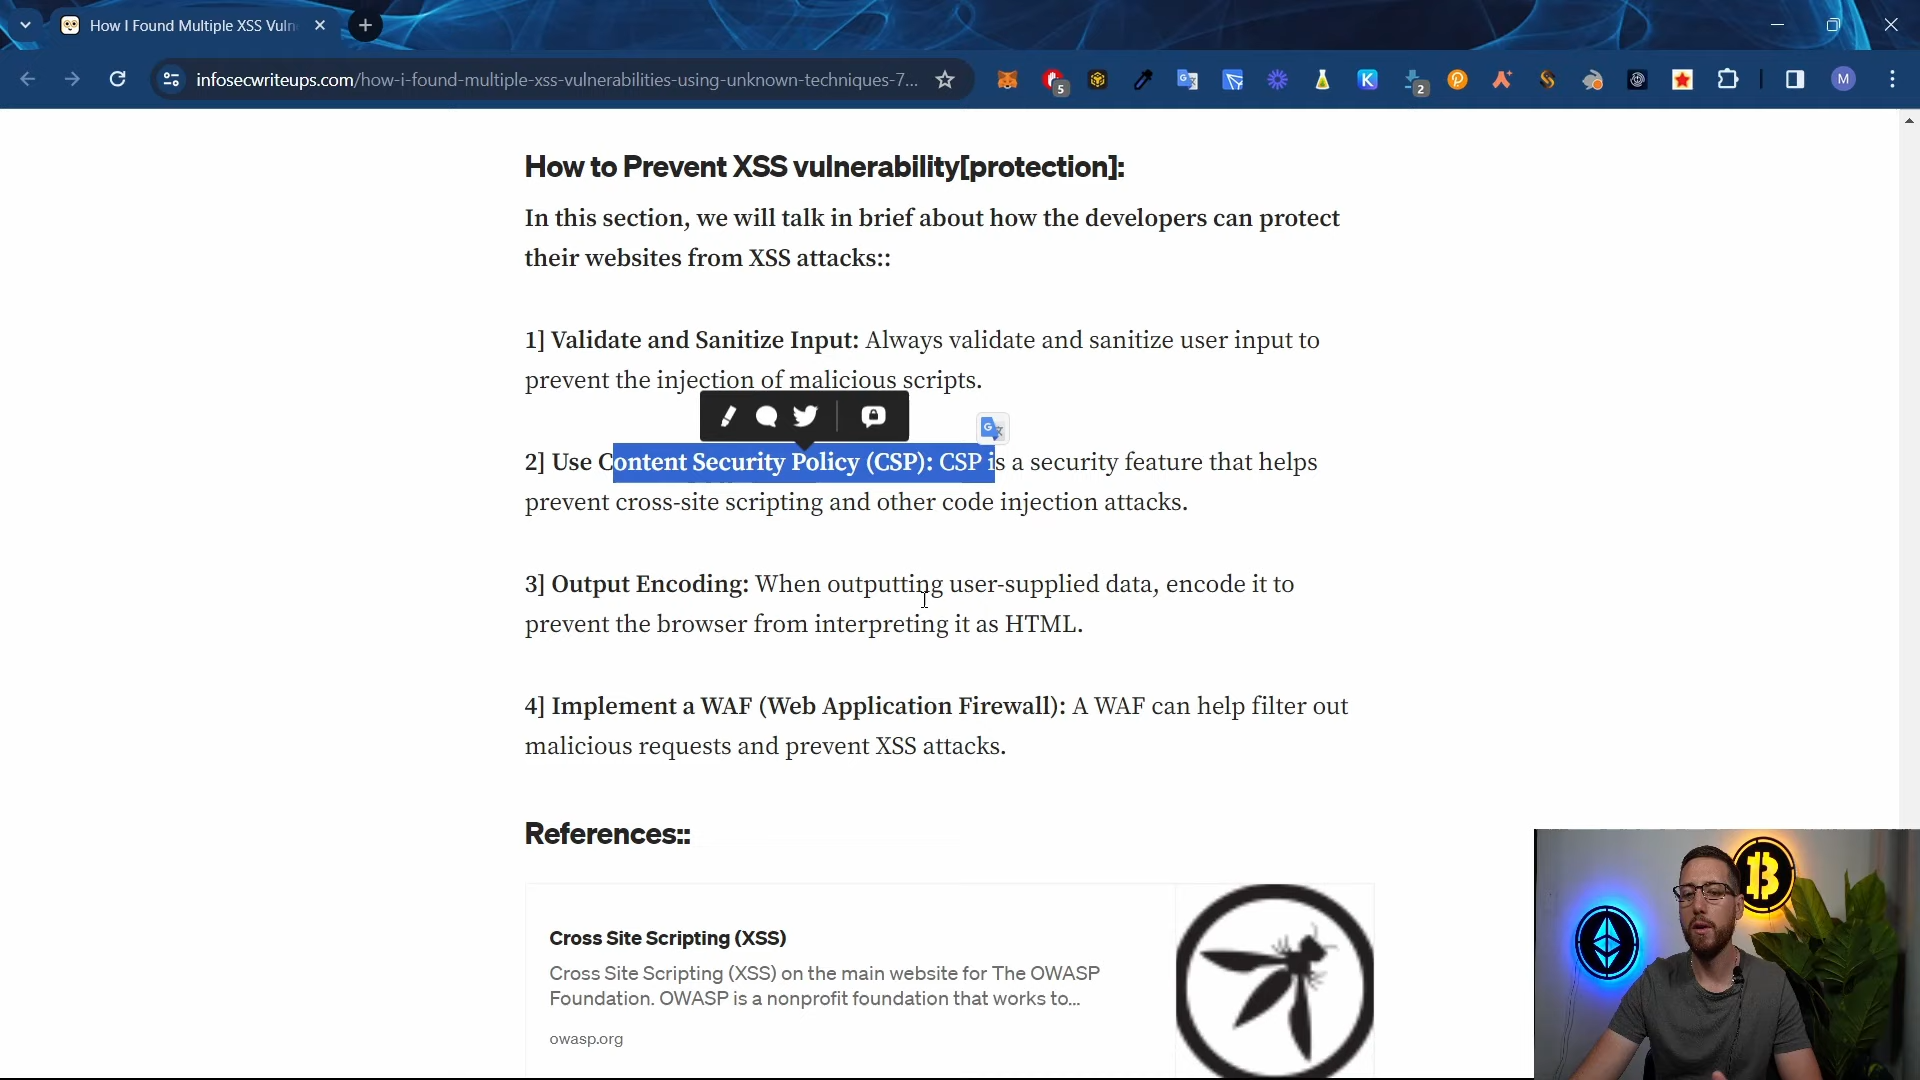 How I Found Multiple XSS Vuln
infosecwriteups.com/how-i-found-multiple-xss-vulnerabilities-using-unknown-techniques-7...
5
2
M
How to Prevent XSS vulnerability[protection]:
In this section, we will talk in brief about how the developers can protect
their websites from XSS attacks::
1] Validate and Sanitize Input: Always validate and sanitize user input to
prevent the injection of malicious scripts.
2] Use Content Security Policy (CSP): CSP is a security feature that helps
prevent cross-site scripting and other code injection attacks.
3] Output Encoding: When outputting user-supplied data, encode it to
prevent the browser from interpreting it as HTML.
4] Implement a WAF (Web Application Firewall): A WAF can help filter out
malicious requests and prevent XSS attacks.
References::
Cross Site Scripting (XSS)
Cross Site Scripting (XSS) on the main website for The OWASP
Foundation. OWASP is a nonprofit foundation that works to...
owasp.org